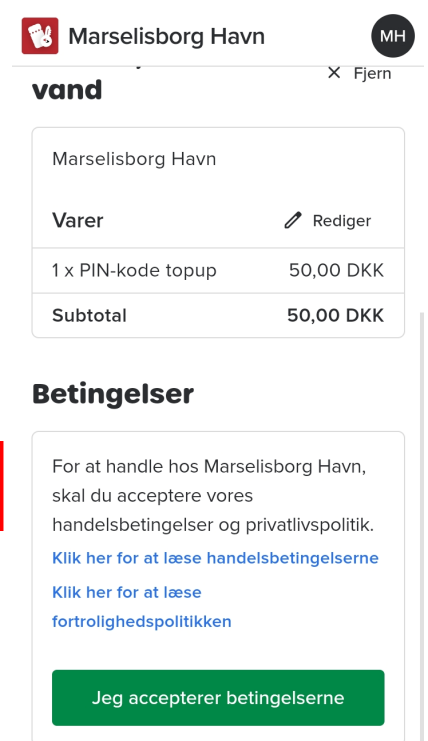 Marselisborg Havn
MH
Fjern
vand
Marselisborg Havn
Varer
Rediger
1 x PIN-kode topup
50,00 DKK
Subtotal
50,00 DKK
Betingelser
For at handle hos Marselisborg Havn,
skal du acceptere vores
handelsbetingelser og privatlivspolitik.
Klik her for at læse handelsbetingelserne
Klik her for at læse
fortrolighedspolitikken
Jeg accepterer betingelserne